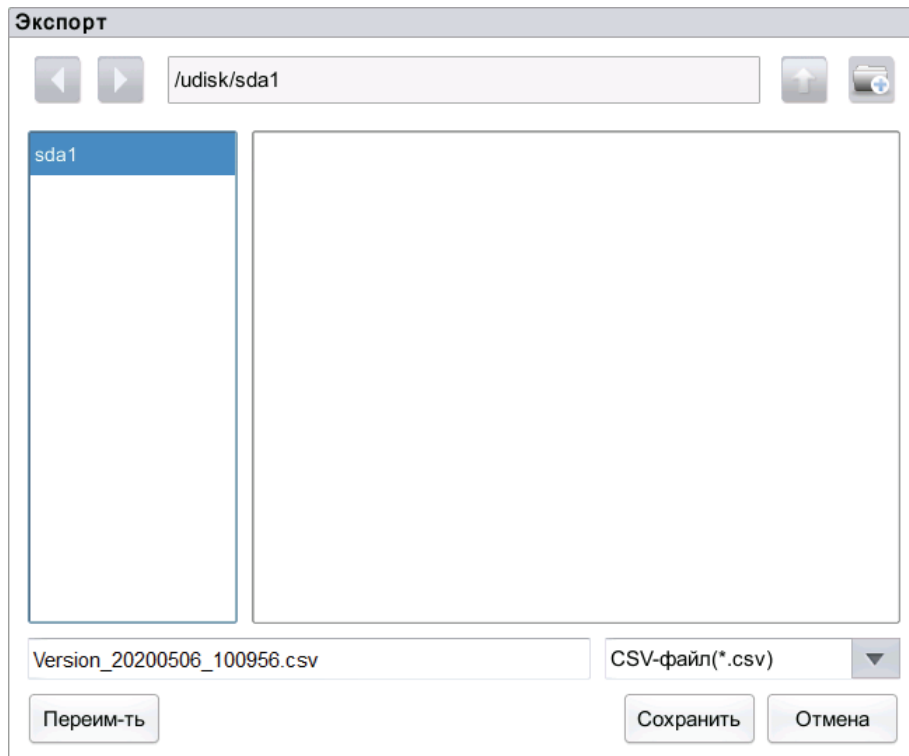 Экспорт
/udisk/sda1
sda1
Version_20200506_100956.csv
CSV-файл(*.csv)
Переим-ть
Сохранить
Отмена